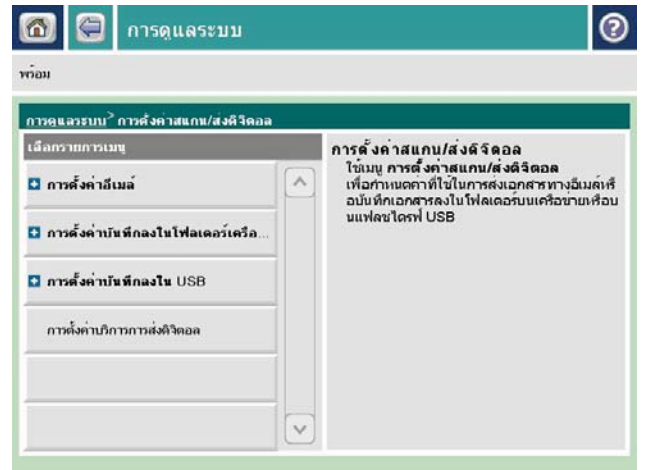 การดูแลระบบ
พร้อม
การดูแลระบบ > การตั้งค่าสแกน/ส่งดิจิตอล
เลือกรายการเมนู
การตั้งค่าอีเมล์
การตั้งค่าบันทึกลงในโฟลเดอร์เครือ...
การตั้งค่าบันทึกลงใน USB
การตั้งค่าบริการการส่งดิจิตอล
การตั้งค่าสแกน/ส่งดิจิตอล
ใช้เมนู การตั้งค่าสแกน/ส่งดิจิตอล
เพื่อกำหนดค่าที่ใช้ในการส่งเอกสารทางอีเมล์หรื
อบันทึกเอกสารลงในโฟลเดอร์บนเครือข่ายหรือบ
นแฟลชไดรฟ์ USB